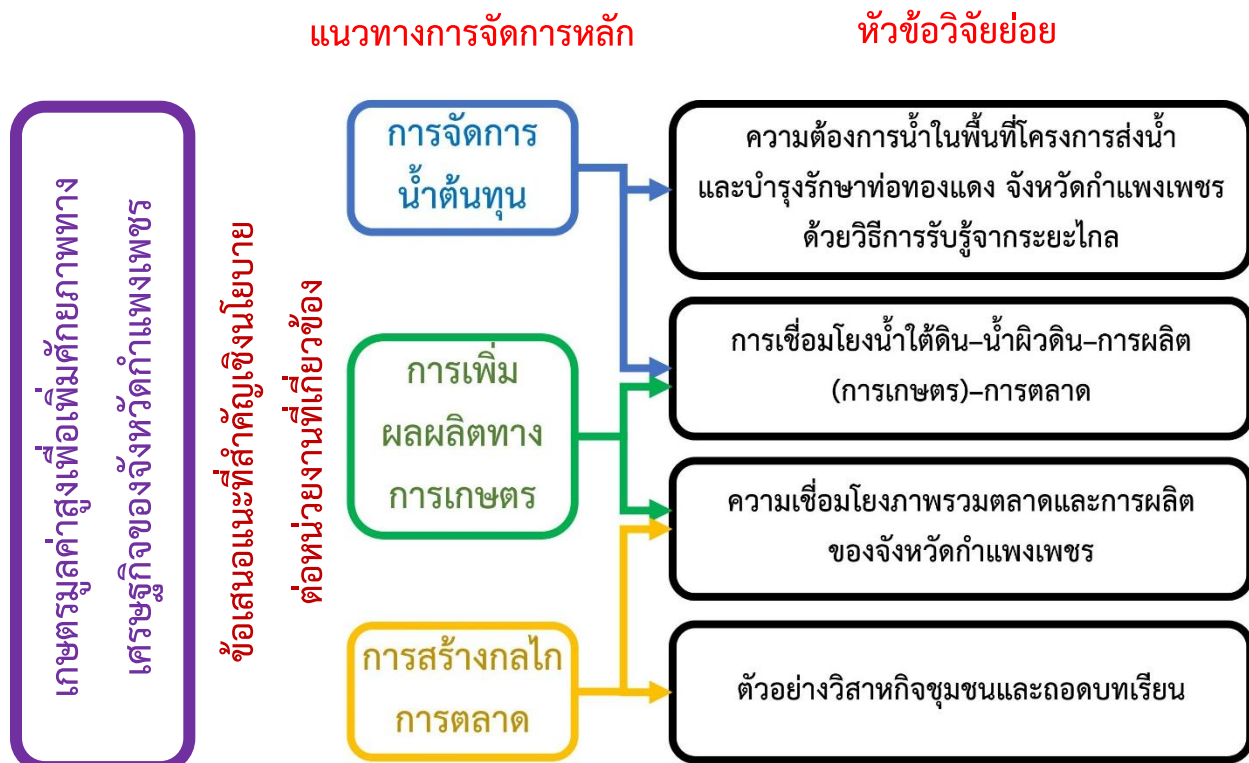 แนวทางการจัดการหลัก
หัวข้อวิจัยย่อย
เกษตรมูลค่าสูงเพื่อเพิ่มศักยภาพทาง
เศรษฐกิจของจังหวัดกำแพงเพชร
ข้อเสนอแนะที่สำคัญเชิงนโยบาย
ต่อหน่วยงานที่เกี่ยวข้อง
การจัดการ
น้ำต้นทุน
การเพิ่ม
ผลผลิตทาง
การเกษตร
การสร้างกลไก
การตลาด
ความต้องการน้ำในพื้นที่โครงการส่งน้ำ
และบำรุงรักษาท่อทองแดง จังหวัดกำแพงเพชร
ด้วยวิธีการรับรู้จากระยะไกล
การเชื่อมโยงน้ำใต้ดิน–น้ำผิวดิน–การผลิต
(การเกษตร)–การตลาด
ความเชื่อมโยงภาพรวมตลาดและการผลิต
ของจังหวัดกำแพงเพชร
ตัวอย่างวิสาหกิจชุมชนและถอดบทเรียน